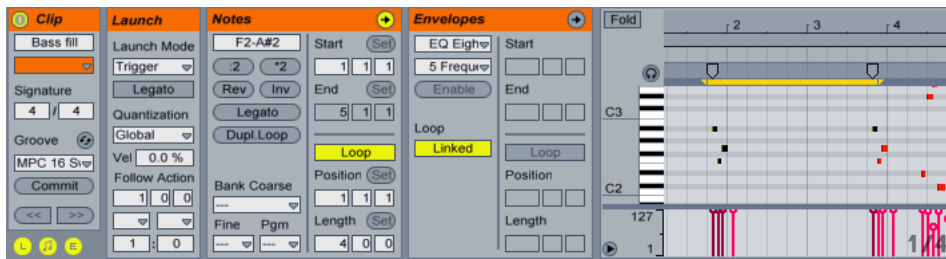 Clip
Bass fill
Signature
4 / 4
Groove
MPC 16 Sw
Commit
<< >>
L E
Launch
Launch Mode
Trigger
Legato
Quantization
Global
Vel 0.0 %
Follow Action
1 0 0
1 : 0
Notes
F2-A#2
:2 *2
Rev Inv
Legato
Dupl.Loop
Bank Coarse
---
Fine Pgm
--- ---
Start Set
1 1 1
End Set
5 1 1
Loop
Position Set
1 1 1
Length Set
4 0 0
Envelopes
EQ Eigh
5 Frequ
Enable
Loop
Linked
Start
End
Loop
Position
Length
Fold
2 3 4
C3
C2
127
1
1/4